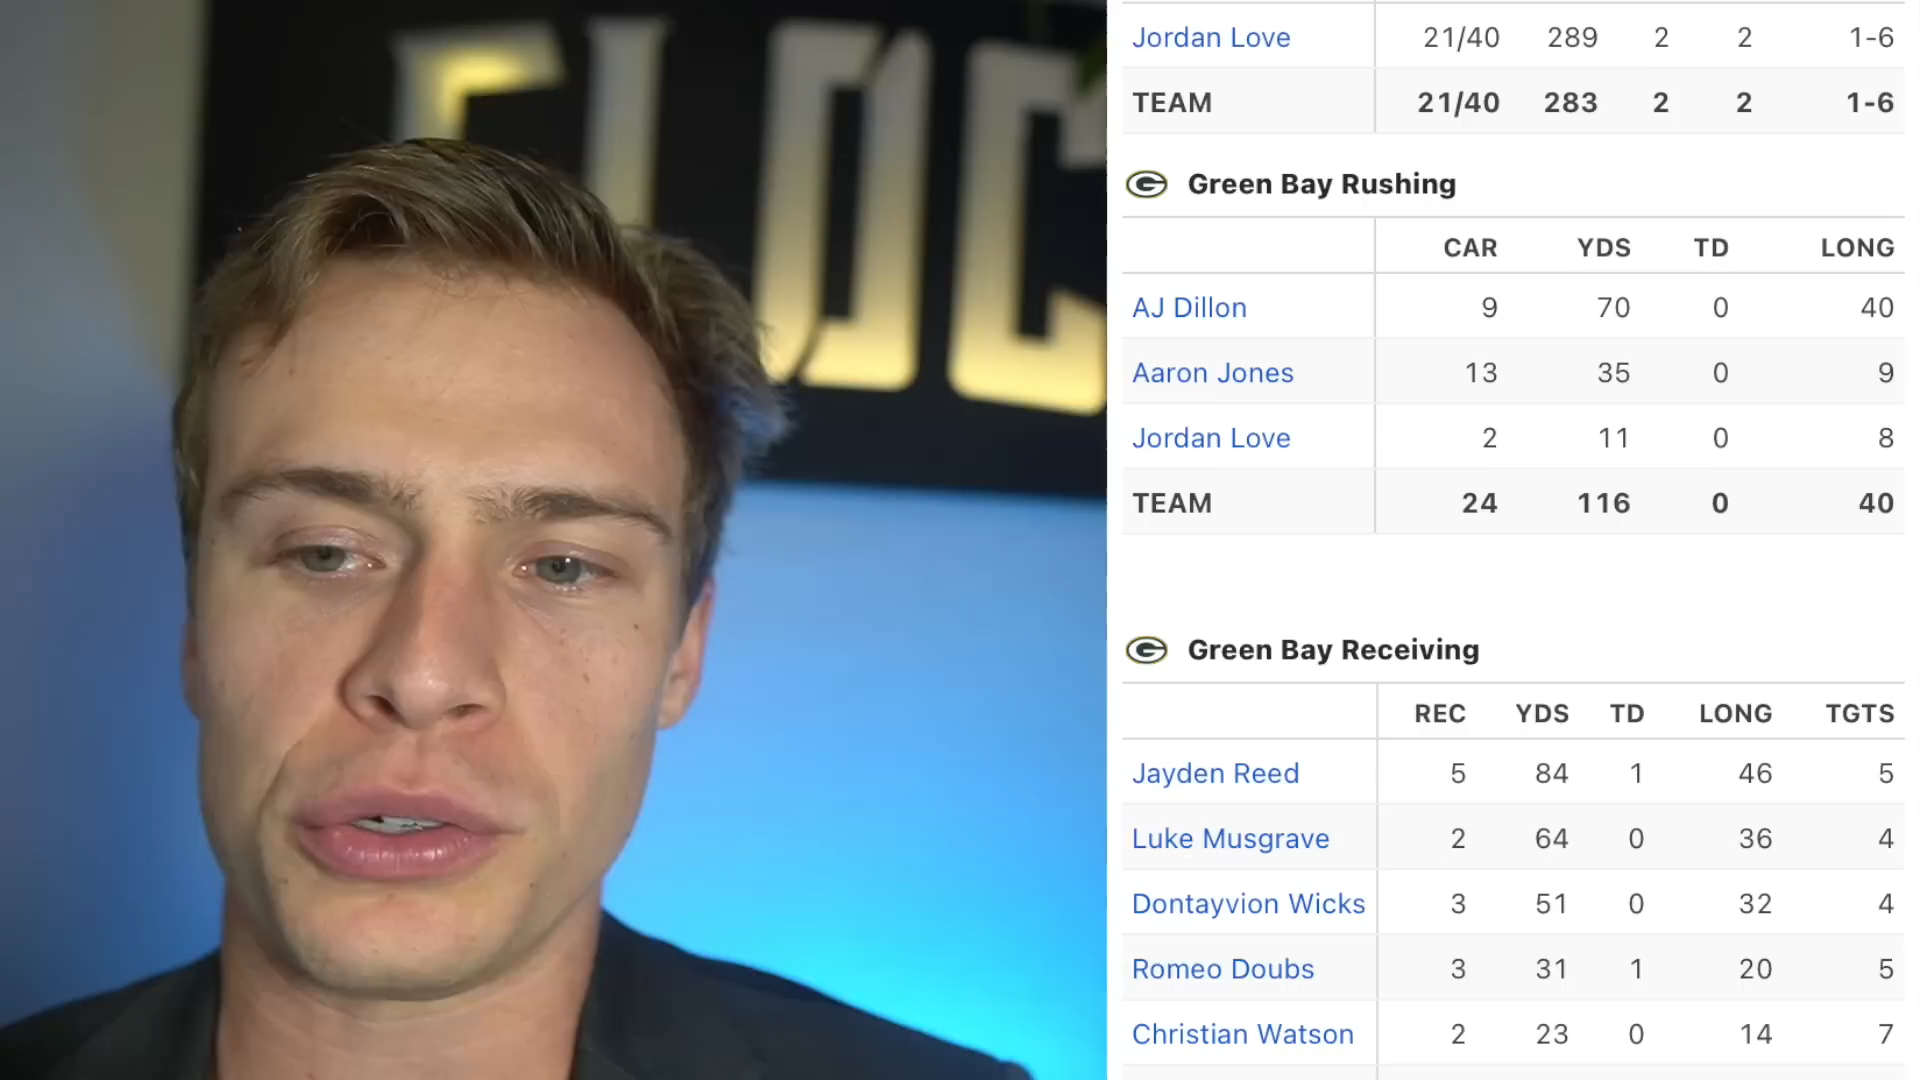 FLOC
Jordan Love 21/40 289 2 2 1-6
TEAM 21/40 283 2 2 1-6
G Green Bay Rushing
CAR YDS TD LONG
AJ Dillon 9 70 0 40
Aaron Jones 13 35 0 9
Jordan Love 2 11 0 8
TEAM 24 116 0 40
G Green Bay Receiving
REC YDS TD LONG TGTS
Jayden Reed 5 84 1 46 5
Luke Musgrave 2 64 0 36 4
Dontayvion Wicks 3 51 0 32 4
Romeo Doubs 3 31 1 20 5
Christian Watson 2 23 0 14 7